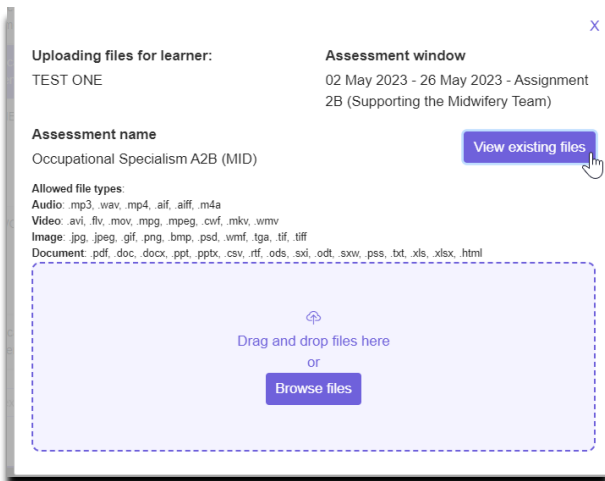 X
Uploading files for learner:
TEST ONE
Assessment window
02 May 2023 - 26 May 2023 - Assignment
2B (Supporting the Midwifery Team)
Assessment name
Occupational Specialism A2B (MID)
View existing files
Allowed file types:
Audio: .mp3, .wav, .mp4, .aif, .aiff, .m4a
Video: .avi, .flv, .mov, .mpg, .mpeg, .cwf, .mkv, .wmv
Image: .jpg, .jpeg, .gif, .png, .bmp, .psd, .wmf, .tga, .tif, .tiff
Document: .pdf, .doc, .docx, .ppt, .pptx, .csv, .rtf, .ods, .sxi, .odt, .sxw, .pss, .txt, .xls, .xlsx, .html
Drag and drop files here
or
Browse files